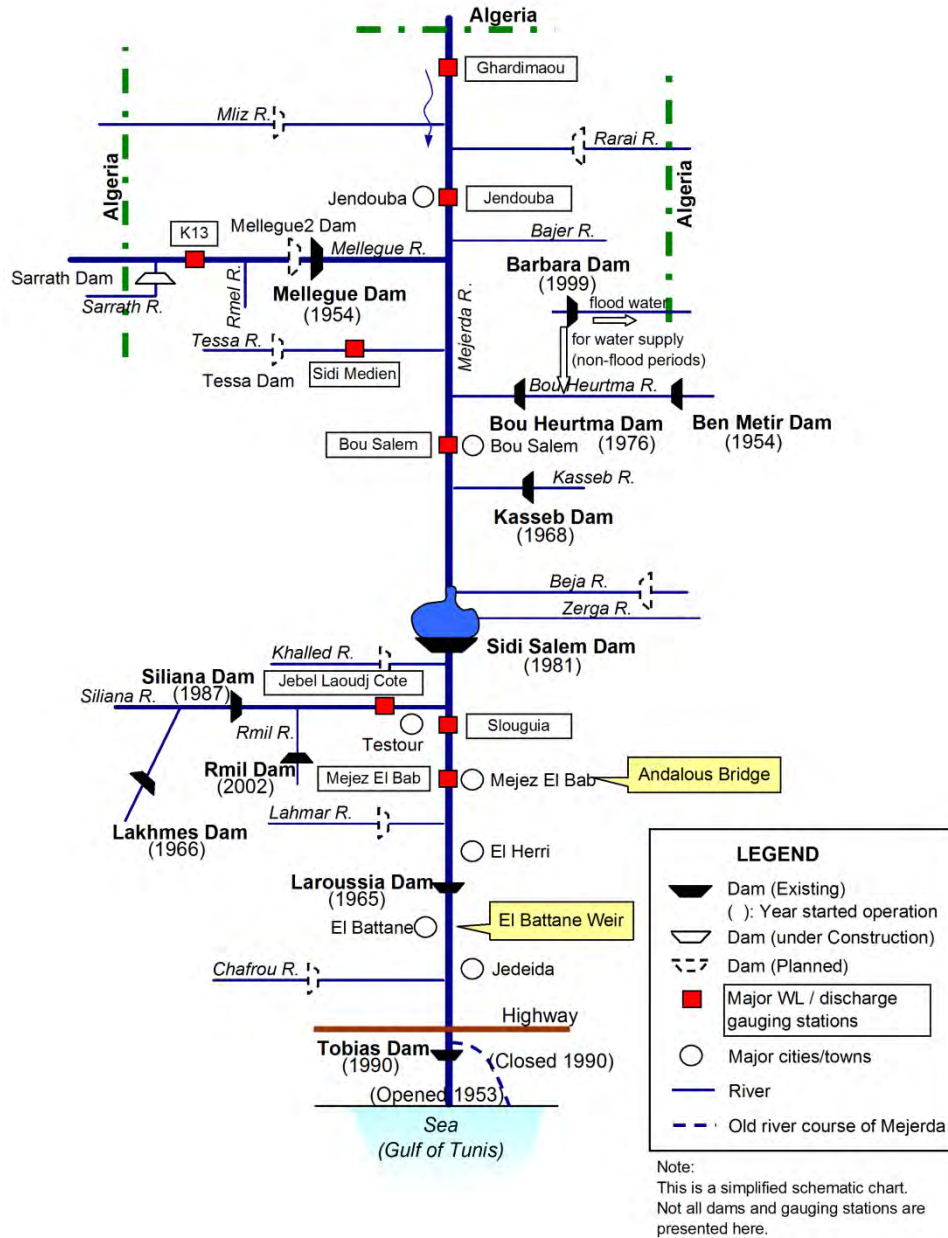 Algeria
Ghardimaou
Mliz R.
Rarai R.
Algeria
Algeria
Jendouba
Jendouba
K13
Mellegue2 Dam
Mellegue R.
Bajer R.
Sarrath Dam
Sarrath R.
Rmel R.
Mellegue Dam
(1954)
Barbara Dam
(1999)
flood water
for water supply
(non-flood periods)
Mejerda R.
Tessa R.
Tessa Dam
Sidi Medien
Bou Heurtma R.
Bou Heurtma Dam
(1976)
Ben Metir Dam
(1954)
Bou Salem
Bou Salem
Kasseb R.
Kasseb Dam
(1968)
Beja R.
Zerga R.
Sidi Salem Dam
(1981)
Khalled R.
Jebel Laoudj Cote
Siliana Dam
(1987)
Siliana R.
Rmil R.
Testour
Slouguia
Rmil Dam
(2002)
Mejez El Bab
Mejez El Bab
Andalous Bridge
Lakhmes Dam
(1966)
Lahmar R.
El Herri
Laroussia Dam
(1965)
El Battane
El Battane Weir
Chafrou R.
Jedeida
Highway
Tobias Dam
(1990)
(Closed 1990)
(Opened 1953)
Sea
(Gulf of Tunis)
LEGEND
Dam (Existing)
( ): Year started operation
Dam (under Construction)
Dam (Planned)
Major WL / discharge
gauging stations
Major cities/towns
River
Old river course of Mejerda
Note:
This is a simplified schematic chart.
Not all dams and gauging stations are
presented here.